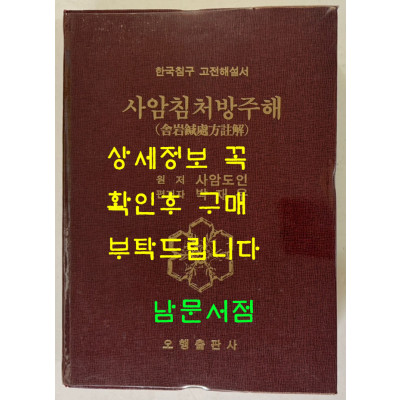 한국침구 고전해설서
사암침처방주해
(舍岩鍼處方註解)
상세정보 꼭
원 저 사암도인
확인후 구매
부탁드립니다
남문서점
오행출판사